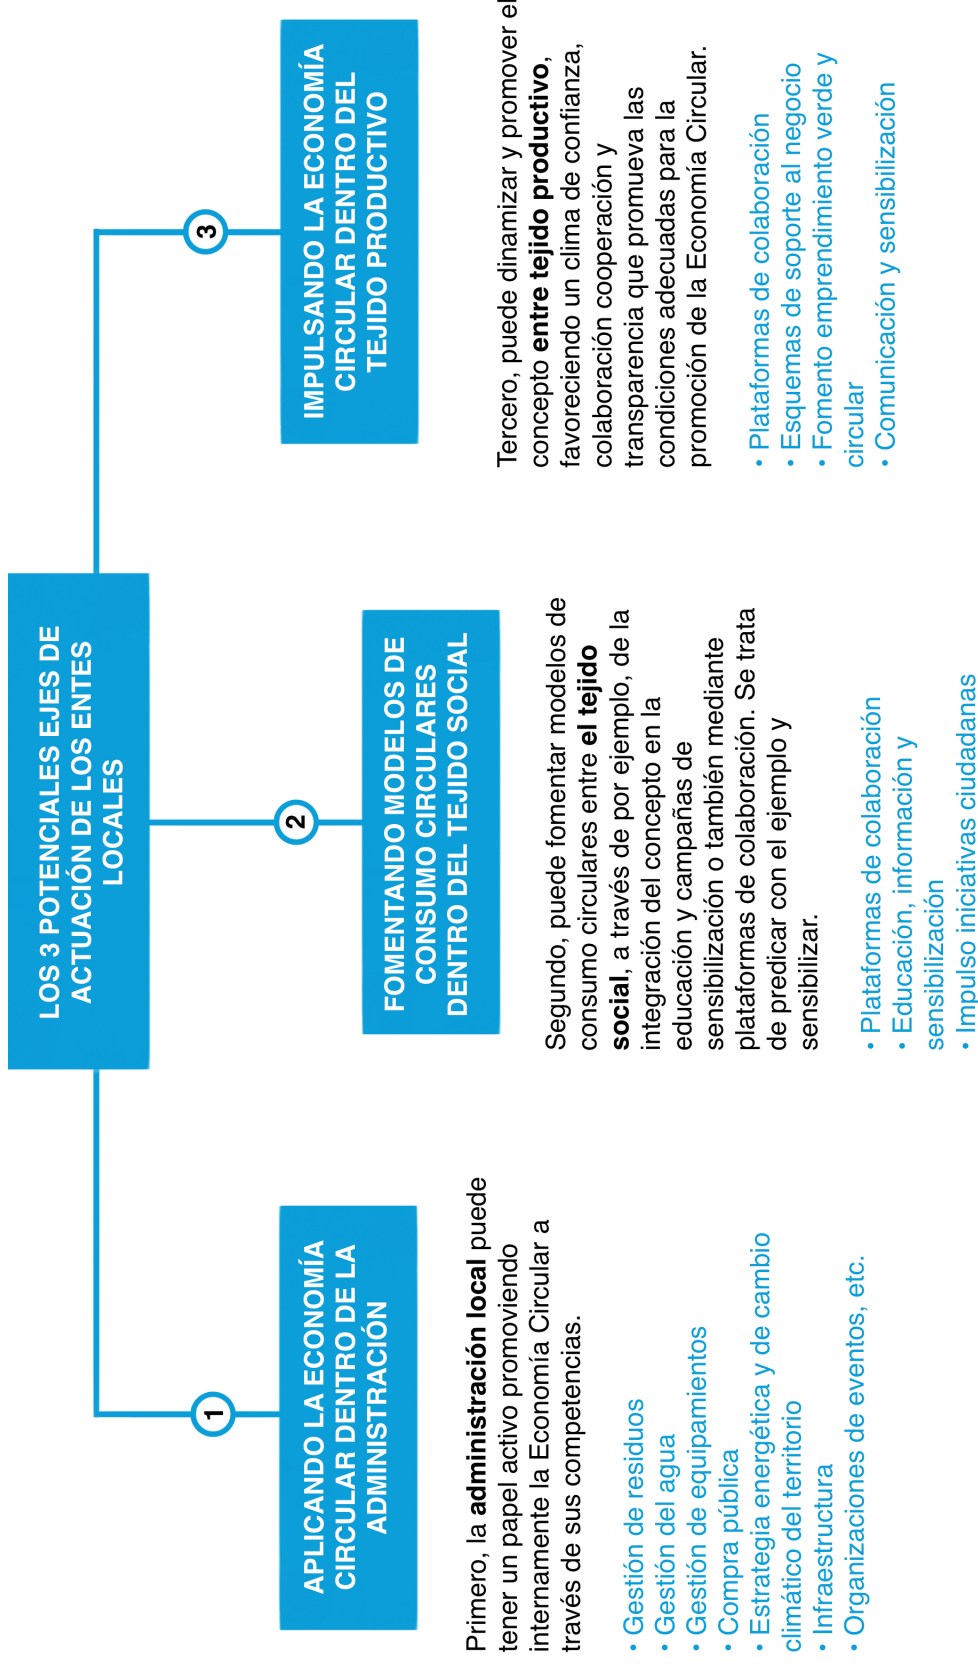 LOS 3 POTENCIALES EJES DE
ACTUACIÓN DE LOS ENTES
LOCALES
1
APLICANDO LA ECONOMÍA
CIRCULAR DENTRO DE LA
ADMINISTRACIÓN
Primero, la administración local puede
tener un papel activo promoviendo
internamente la Economía Circular a
través de sus competencias.
• Gestión de residuos
• Gestión del agua
• Gestión de equipamientos
• Compra pública
• Estrategia energética y de cambio
climático del territorio
• Infraestructura
• Organizaciones de eventos, etc.
2
FOMENTANDO MODELOS DE
CONSUMO CIRCULARES
DENTRO DEL TEJIDO SOCIAL
Segundo, puede fomentar modelos de
consumo circulares entre el tejido
social, a través de por ejemplo, de la
integración del concepto en la
educación y campañas de
sensibilización o también mediante
plataformas de colaboración. Se trata
de predicar con el ejemplo y
sensibilizar.
• Plataformas de colaboración
• Educación, información y
sensibilización
• Impulso iniciativas ciudadanas
3
IMPULSANDO LA ECONOMÍA
CIRCULAR DENTRO DEL
TEJIDO PRODUCTIVO
Tercero, puede dinamizar y promover el
concepto entre tejido productivo,
favoreciendo un clima de confianza,
colaboración cooperación y
transparencia que promueva las
condiciones adecuadas para la
promoción de la Economía Circular.
• Plataformas de colaboración
• Esquemas de soporte al negocio
• Fomento emprendimiento verde y
circular
• Comunicación y sensibilización